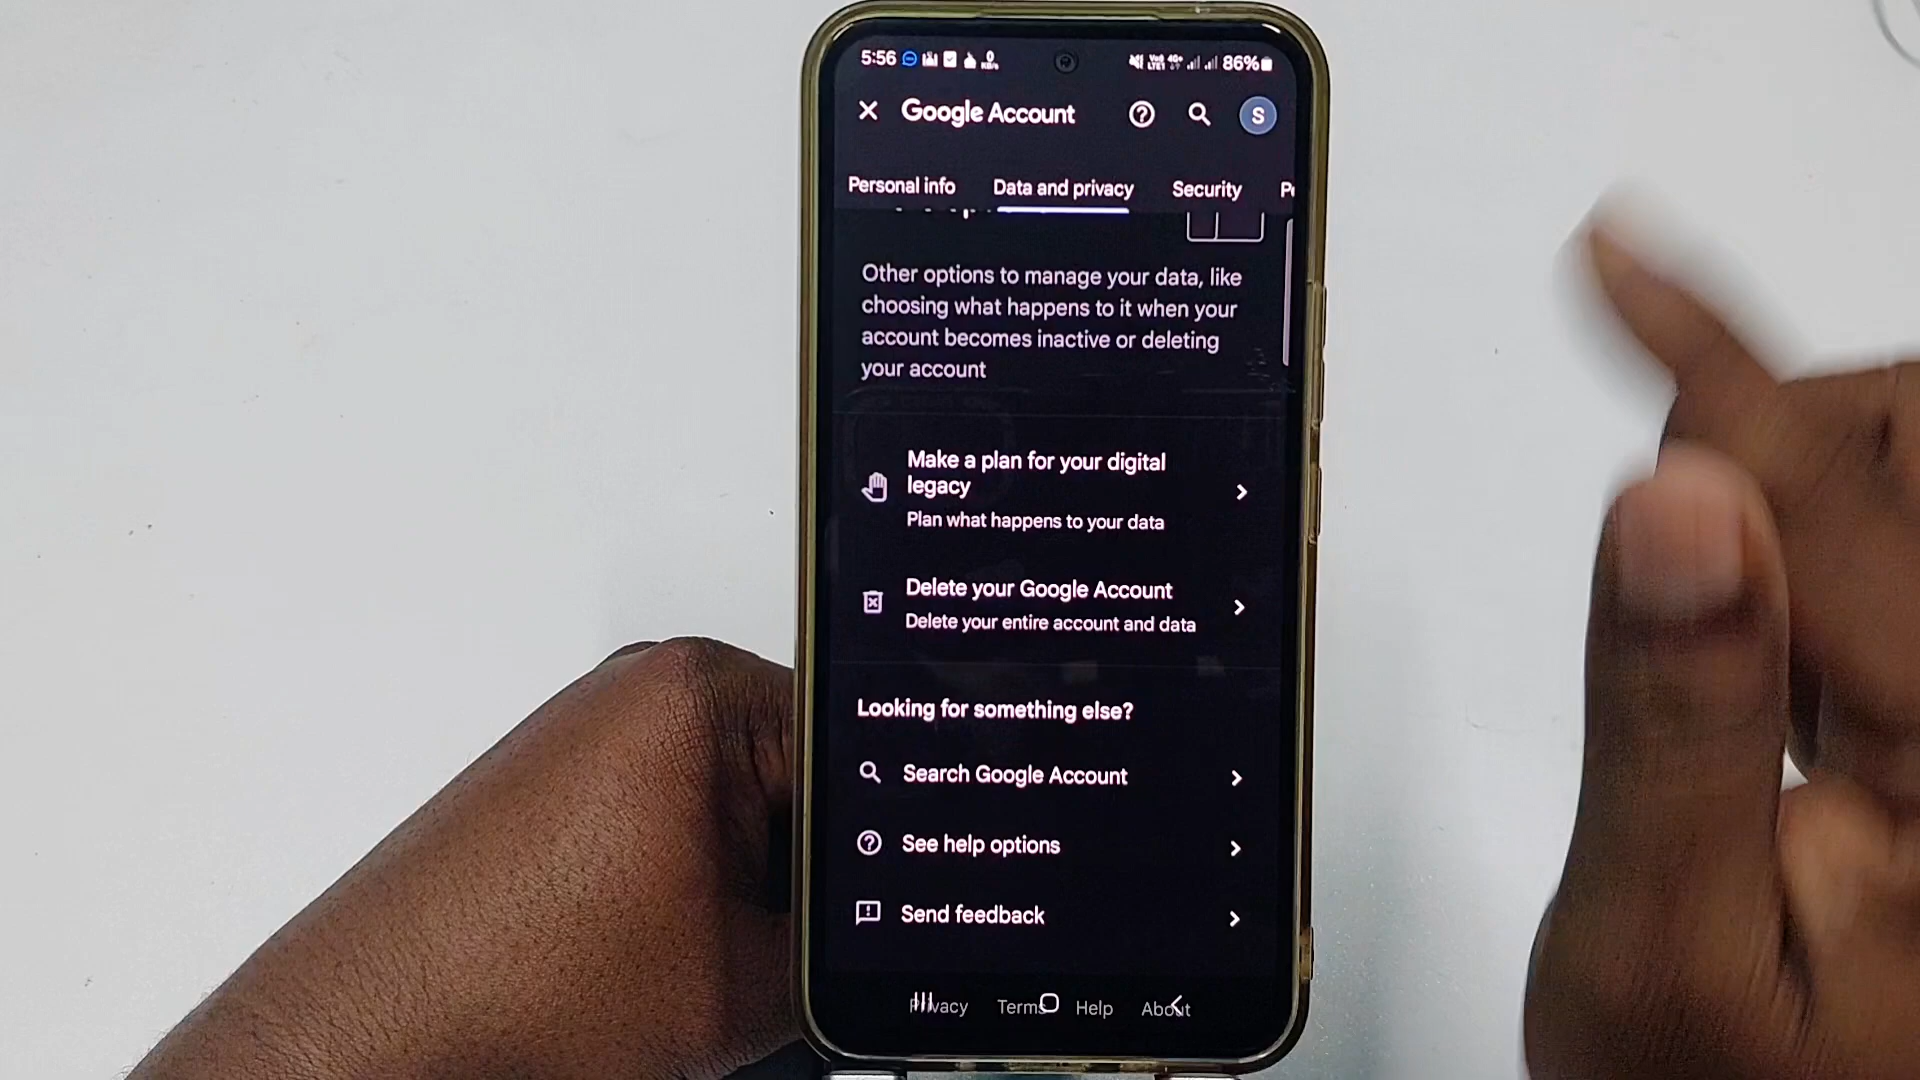 5:56
86%
Google Account
S
Personal info
Data and privacy
Security
Other options to manage your data, like
choosing what happens to it when your
account becomes inactive or deleting
your account
Make a plan for your digital
legacy
Plan what happens to your data
Delete your Google Account
Delete your entire account and data
Looking for something else?
Search Google Account
See help options
Send feedback
Privacy Terms Help About